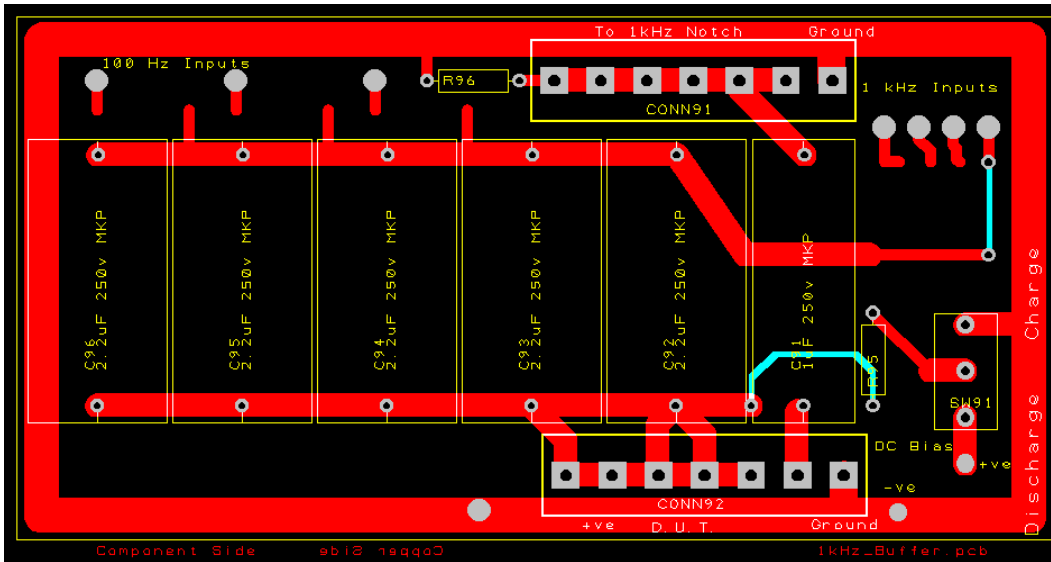 To 1kHz Notch
Ground
100 Hz Inputs
R96
CONN91
1 kHz Inputs
C96
2.2uF 250v MKP
C95
2.2uF 250v MKP
C94
2.2uF 250v MKP
C93
2.2uF 250v MKP
C92
2.2uF 250v MKP
C91
1uF 250v MKP
R95
Charge
SW91
Discharge
DC Bias
+ve
-ve
CONN92
+ve
D.U.T.
Ground
Component Side
Copper Side
1kHz_Buffer.pcb